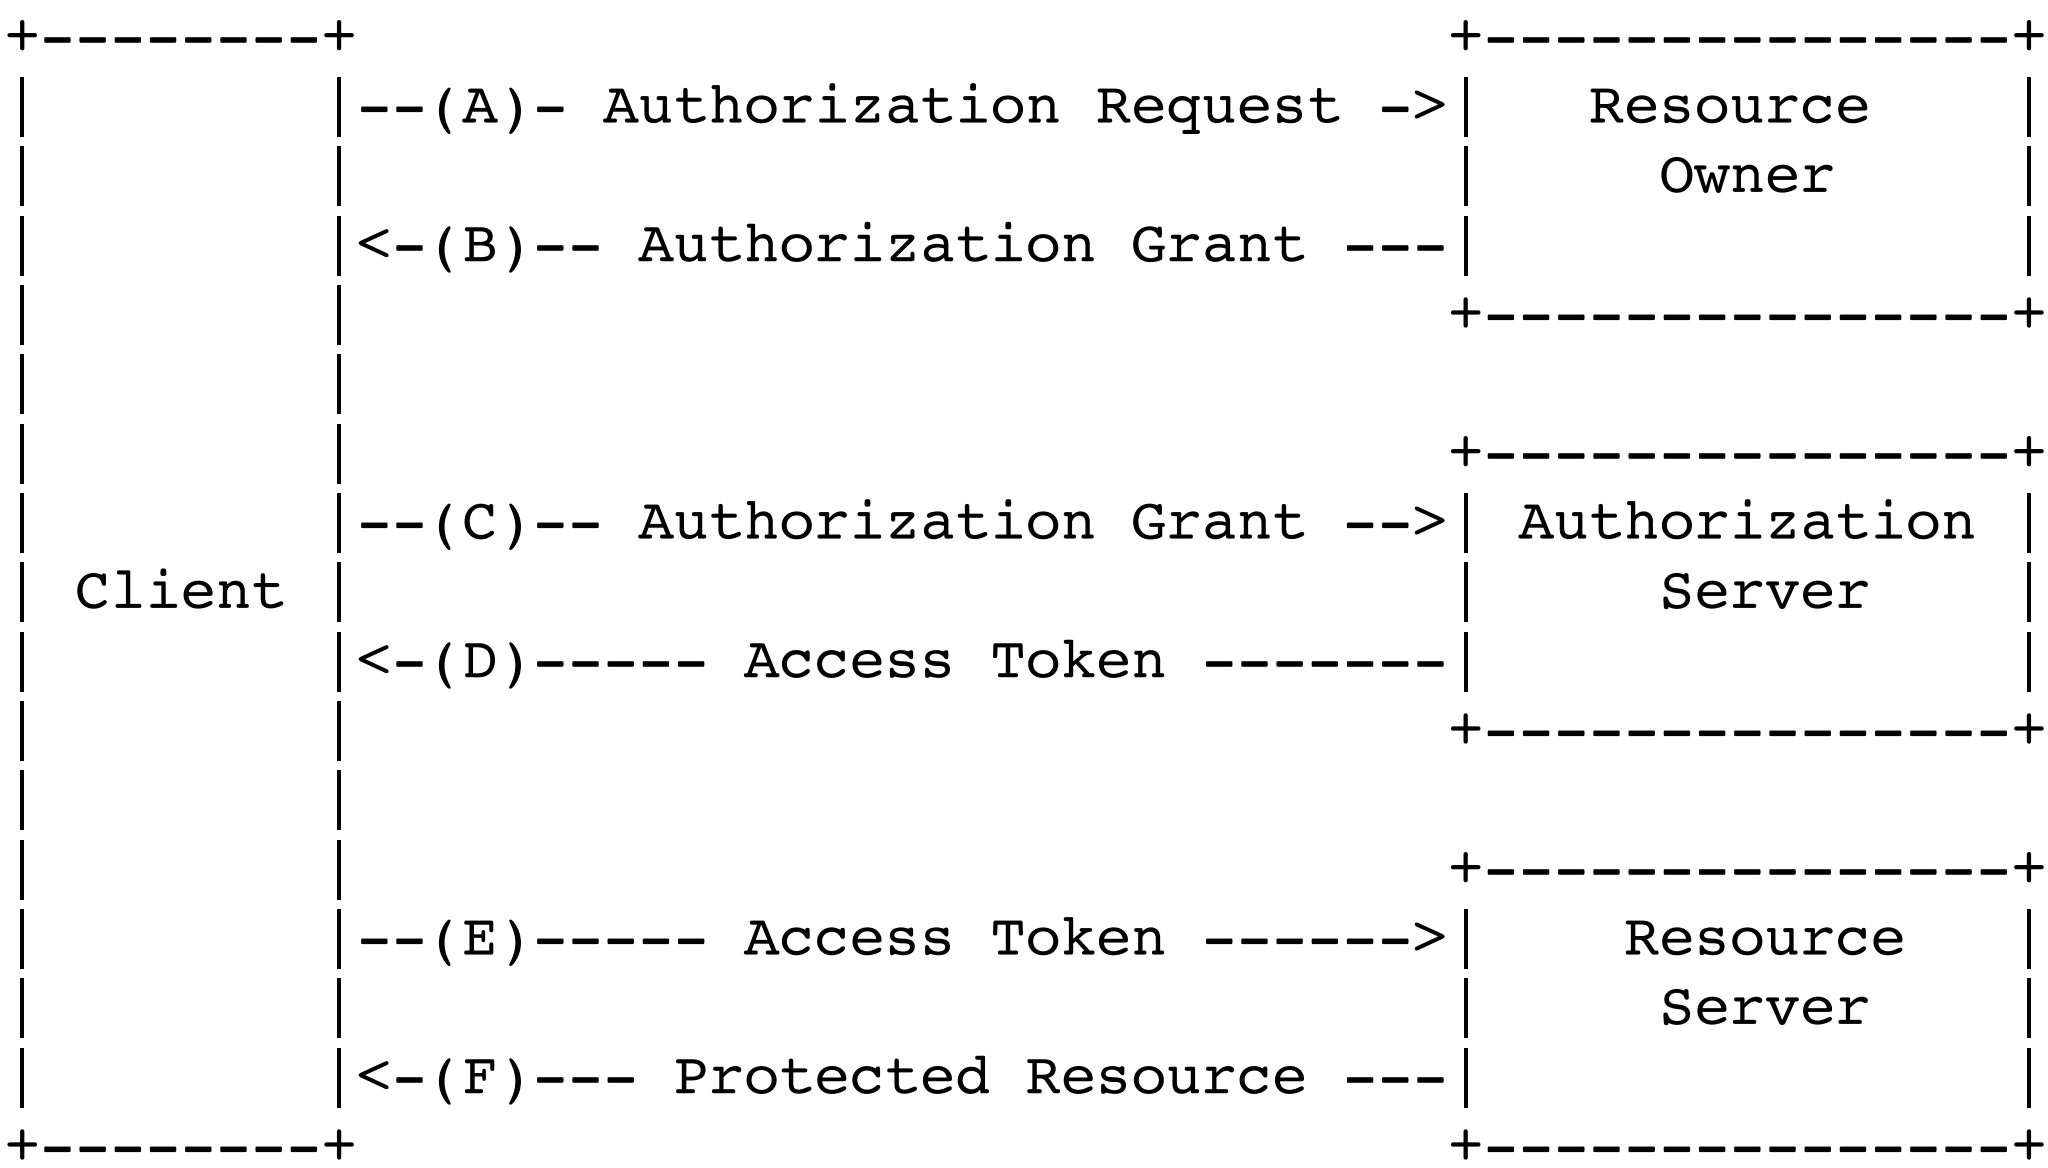 +--------+                               +---------------+
|        |--(A)- Authorization Request ->|   Resource    |
|        |                               |     Owner     |
|        |<-(B)-- Authorization Grant ---|               |
|        |                               +---------------+
|        |
|        |                               +---------------+
|        |--(C)-- Authorization Grant -->| Authorization |
| Client |                               |     Server    |
|        |<-(D)----- Access Token -------|               |
|        |                               +---------------+
|        |
|        |                               +---------------+
|        |--(E)----- Access Token ------>|    Resource   |
|        |                               |     Server    |
|        |<-(F)--- Protected Resource ---|               |
+--------+                               +---------------+